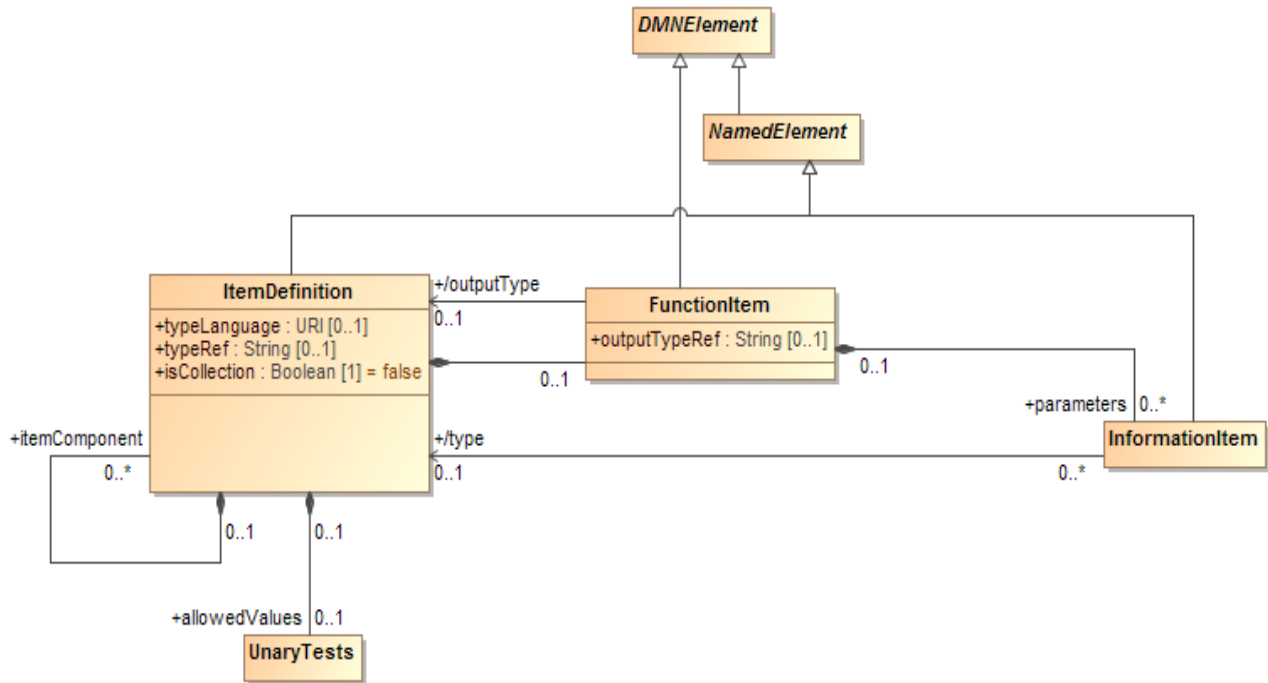 DMNElement
NamedElement
ItemDefinition
+typeLanguage : URI [0..1]
+typeRef : String [0..1]
+isCollection : Boolean [1] = false
+/outputType
0..1
FunctionItem
+outputTypeRef : String [0..1]
0..1
0..1
+parameters 0..*
InformationItem
+itemComponent
0..*
+/type
0..1
0..*
0..1
0..1
+allowedValues 0..1
UnaryTests